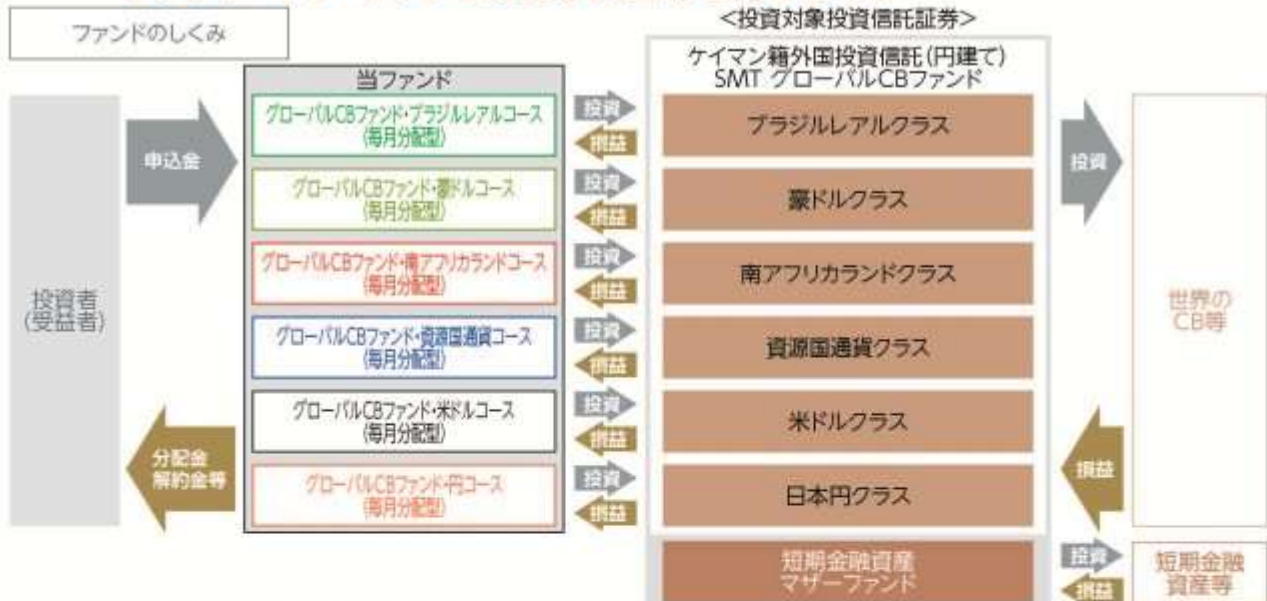 ファンドのしくみ
<投資対象投資信託証券>
ケイマン籍外国投資信託(円建て)
SMT グローバルCBファンド
当ファンド
グローバルCBファンド・ブラジルレアルコース
(毎月分配型)
投資
損益
ブラジルレアルクラス
申込金
投資
グローバルCBファンド・豪ドルコース
(毎月分配型)
投資
損益
豪ドルクラス
グローバルCBファンド・南アフリカランドコース
(毎月分配型)
投資
損益
南アフリカランドクラス
投資者
(受益者)
世界の
CB等
グローバルCBファンド・資源国通貨コース
(毎月分配型)
投資
損益
資源国通貨クラス
グローバルCBファンド・米ドルコース
(毎月分配型)
投資
損益
米ドルクラス
分配金
解約金等
損益
グローバルCBファンド・円コース
(毎月分配型)
投資
損益
日本円クラス
短期金融資産
マザーファンド
投資
損益
短期金融
資産等